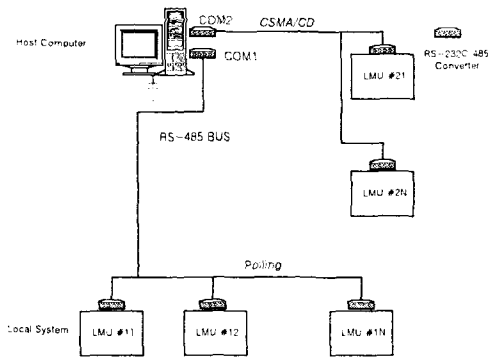 COM2
CSMA/CD
Host Computer
COM1
LMU #21
RS-232C 485
Converter
RS-485 BUS
LMU #2N
Polling
Local System
LMU #11
LMU #12
LMU #1N